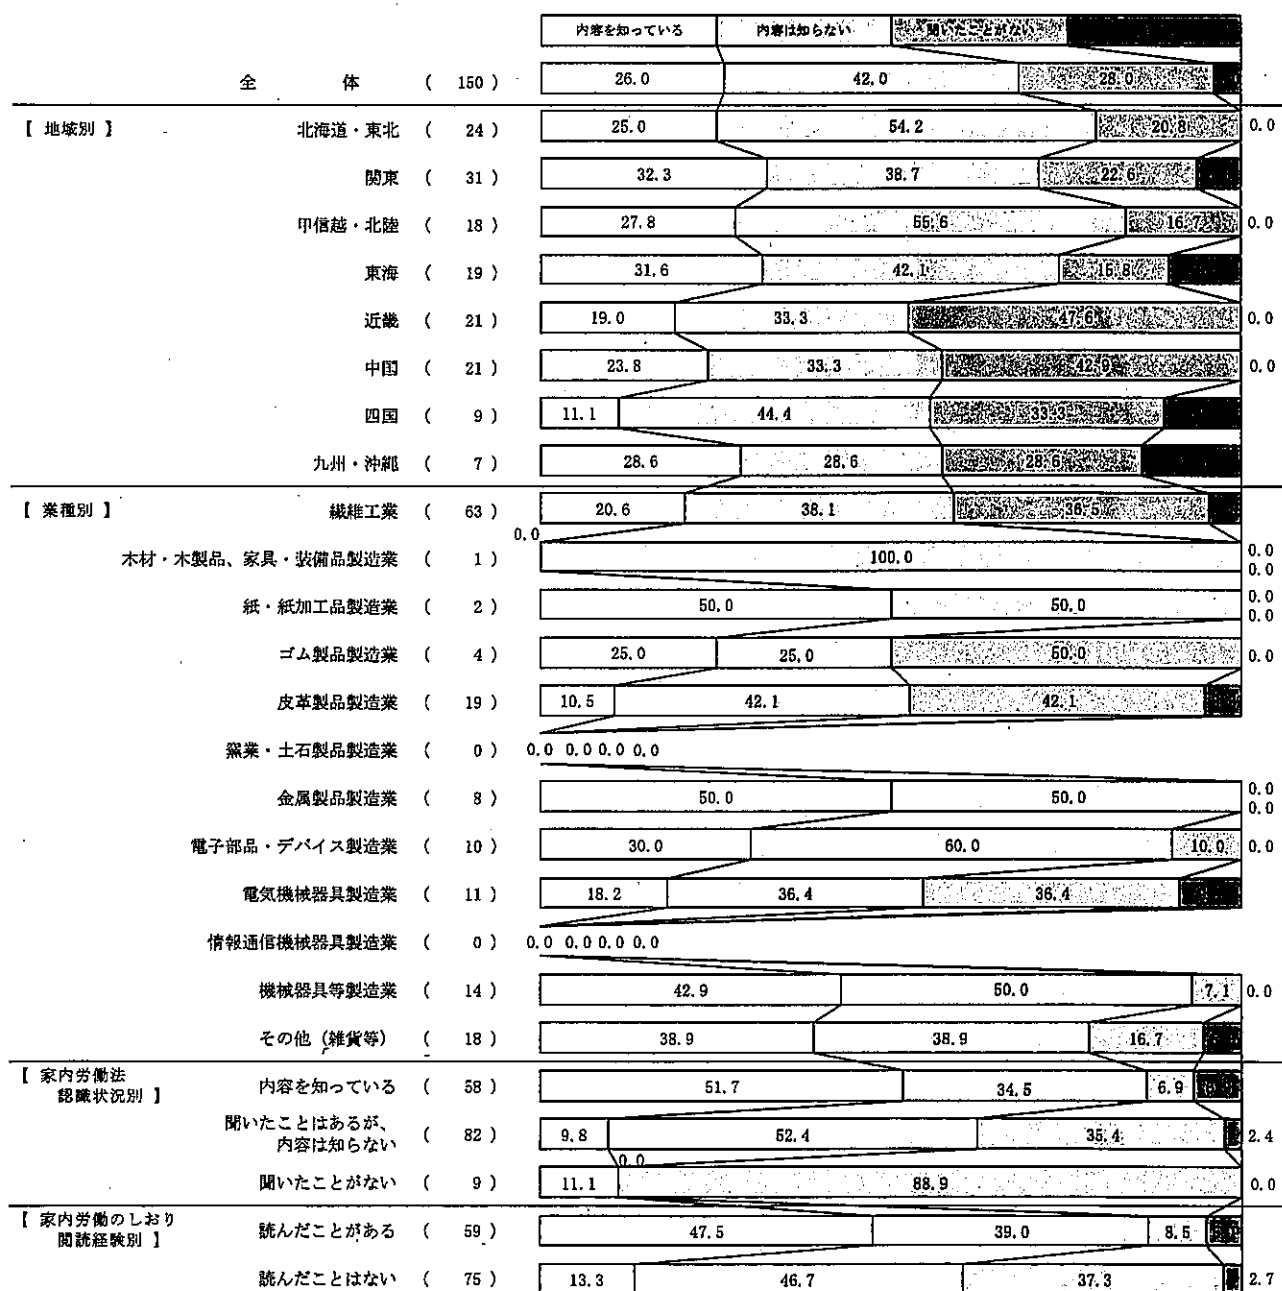 内容を知っている 内容は知らない 聞いたことがない
全 体 ( 150 ) 26.0 42.0 28.0
【 地域別 】 北海道・東北 ( 24 ) 25.0 54.2 20.8 0.0
関東 ( 31 ) 32.3 38.7 22.6
甲信越・北陸 ( 18 ) 27.8 55.6 16.7 0.0
東海 ( 19 ) 31.6 42.1 15.8
近畿 ( 21 ) 19.0 33.3 47.6 0.0
中国 ( 21 ) 23.8 33.3 42.9 0.0
四国 ( 9 ) 11.1 44.4 33.3
九州・沖縄 ( 7 ) 28.6 28.6 28.6
【 業種別 】 繊維工業 ( 63 ) 20.6 38.1 36.5
0.0
木材・木製品、家具・装備品製造業 ( 1 ) 100.0 0.0
0.0
紙・紙加工品製造業 ( 2 ) 50.0 50.0 0.0
0.0
ゴム製品製造業 ( 4 ) 25.0 25.0 50.0 0.0
皮革製品製造業 ( 19 ) 10.5 42.1 42.1
窯業・土石製品製造業 ( 0 ) 0.0 0.0 0.0 0.0
金属製品製造業 ( 8 ) 50.0 50.0 0.0
0.0
電子部品・デバイス製造業 ( 10 ) 30.0 60.0 10.0 0.0
電気機械器具製造業 ( 11 ) 18.2 36.4 36.4
情報通信機械器具製造業 ( 0 ) 0.0 0.0 0.0 0.0
機械器具等製造業 ( 14 ) 42.9 50.0 7.1 0.0
その他（雑貨等） ( 18 ) 38.9 38.9 16.7
【 家内労働法
認識状況別 】 内容を知っている ( 58 ) 51.7 34.5 6.9
聞いたことはあるが、
内容は知らない ( 82 ) 9.8 52.4 35.4 2.4
0.0
聞いたことがない ( 9 ) 11.1 88.9 0.0
【 家内労働のしおり
閲読経験別 】 読んだことがある ( 59 ) 47.5 39.0 8.5
読んだことはない ( 75 ) 13.3 46.7 37.3 2.7